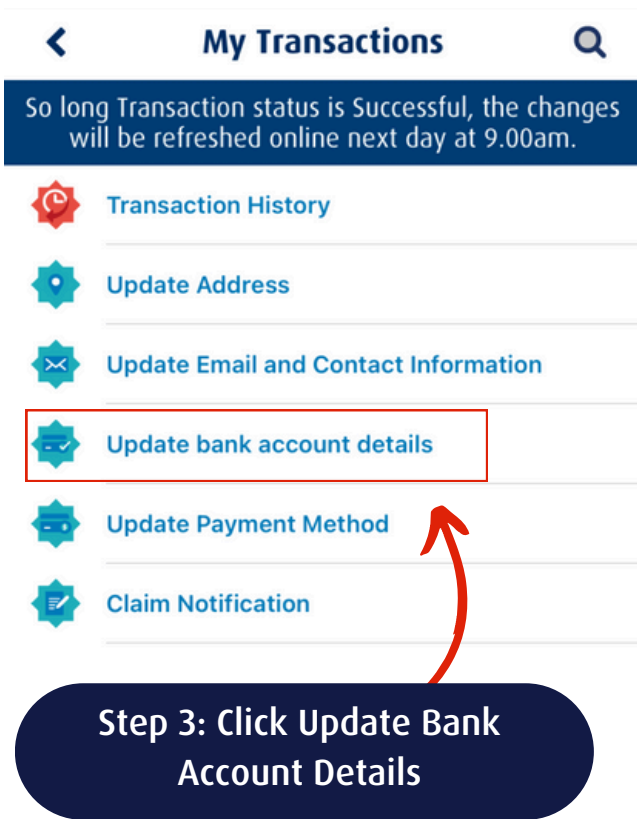 My Transactions
So long Transaction status is Successful, the changes
will be refreshed online next day at 9.00am.
Transaction History
Update Address
Update Email and Contact Information
Update bank account details
Update Payment Method
Claim Notification
Step 3: Click Update Bank
Account Details